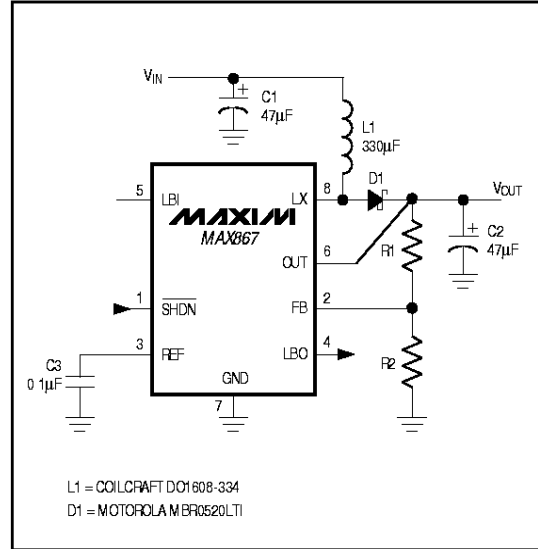 VIN
C1
47µF
L1
330µF
D1
VOUT
5
LBI
LX
8
MAXIM
MAX867
OUT
6
R1
C2
47µF
1
SHDN
FB
2
3
REF
LBO
4
C3
0.1µF
R2
GND
7
L1 = COILCRAFT DO1608-334
D1 = MOTOROLA MBR0520LTI